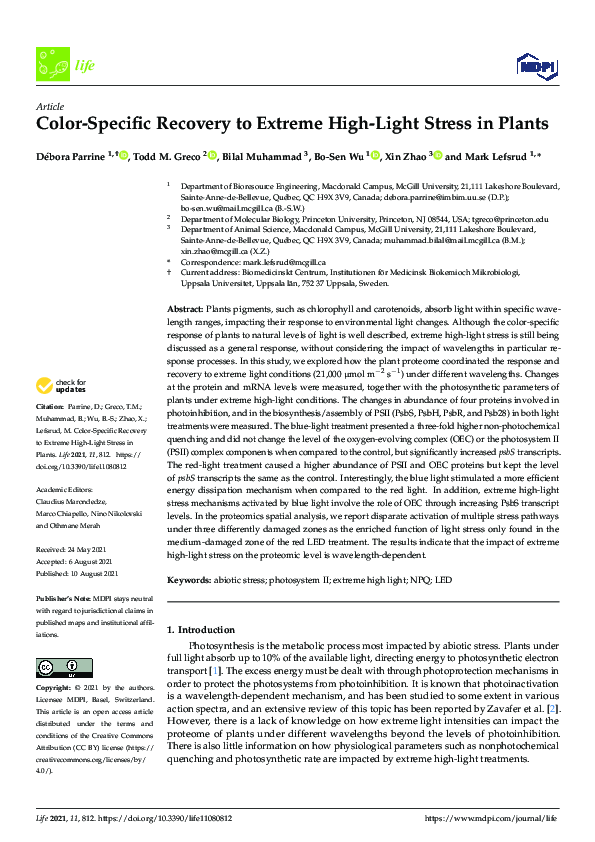 life
MDPI
Article
Color-Specific Recovery to Extreme High-Light Stress in Plants
Débora Parrine 1,†, Todd M. Greco 2, Bilal Muhammad 3, Bo-Sen Wu 1, Xin Zhao 3 and Mark Lefsrud 1,*
1 Department of Bioresource Engineering, Macdonald Campus, McGill University, 21,111 Lakeshore Boulevard,
Sainte-Anne-de-Bellevue, Québec, QC H9X 3V9, Canada; debora.parrine@imbim.uu.se (D.P.);
bo-sen.wu@mail.mcgill.ca (B.-S.W.)
2 Department of Molecular Biology, Princeton University, Princeton, NJ 08544, USA; tgreco@princeton.edu
3 Department of Animal Science, Macdonald Campus, McGill University, 21,111 Lakeshore Boulevard,
Sainte-Anne-de-Bellevue, Québec, QC H9X 3V9, Canada; muhammad.bilal@mail.mcgill.ca (B.M.);
xin.zhao@mcgill.ca (X.Z.)
* Correspondence: mark.lefsrud@mcgill.ca
† Current address: Biomedicinskt Centrum, Institutionen för Medicinsk Biokemioch Mikrobiologi,
Uppsala Universitet, Uppsala län, 752 37 Uppsala, Sweden.
Abstract: Plants pigments, such as chlorophyll and carotenoids, absorb light within specific wave-
length ranges, impacting their response to environmental light changes. Although the color-specific
response of plants to natural levels of light is well described, extreme high-light stress is still being
discussed as a general response, without considering the impact of wavelengths in particular re-
sponse processes. In this study, we explored how the plant proteome coordinated the response and
recovery to extreme light conditions (21,000 µmol m−2 s−1) under different wavelengths. Changes
at the protein and mRNA levels were measured, together with the photosynthetic parameters of
plants under extreme high-light conditions. The changes in abundance of four proteins involved in
photoinhibition, and in the biosynthesis/assembly of PSII (PsbS, PsbH, PsbR, and Psb28) in both light
treatments were measured. The blue-light treatment presented a three-fold higher non-photochemical
quenching and did not change the level of the oxygen-evolving complex (OEC) or the photosystem II
(PSII) complex components when compared to the control, but significantly increased psbS transcripts.
The red-light treatment caused a higher abundance of PSII and OEC proteins but kept the level
of psbS transcripts the same as the control. Interestingly, the blue light stimulated a more efficient
energy dissipation mechanism when compared to the red light. In addition, extreme high-light
stress mechanisms activated by blue light involve the role of OEC through increasing PsbS transcript
levels. In the proteomics spatial analysis, we report disparate activation of multiple stress pathways
under three differently damaged zones as the enriched function of light stress only found in the
medium-damaged zone of the red LED treatment. The results indicate that the impact of extreme
high-light stress on the proteomic level is wavelength-dependent.
Keywords: abiotic stress; photosystem II; extreme high light; NPQ; LED
check for
updates
Citation: Parrine, D.; Greco, T.M.;
Muhammad, B.; Wu, B.-S.; Zhao, X.;
Lefsrud, M. Color-Specific Recovery
to Extreme High-Light Stress in
Plants. Life 2021, 11, 812. https://
doi.org/10.3390/life11080812
Academic Editors:
Claudius Marondedze,
Marco Chiapello, Nino Nikolovski
and Othmane Merah
Received: 24 May 2021
Accepted: 6 August 2021
Published: 10 August 2021
Publisher's Note: MDPI stays neutral
with regard to jurisdictional claims in
published maps and institutional affil-
iations.
cc
BY
Copyright: © 2021 by the authors.
Licensee MDPI, Basel, Switzerland.
This article is an open access article
distributed under the terms and
conditions of the Creative Commons
Attribution (CC BY) license (https://
creativecommons.org/licenses/by/
4.0/).
1. Introduction
Photosynthesis is the metabolic process most impacted by abiotic stress. Plants under
full light absorb up to 10% of the available light, directing energy to photosynthetic electron
transport [1]. The excess energy must be dealt with through photoprotection mechanisms in
order to protect the photosystems from photoinhibition. It is known that photoinactivation
is a wavelength-dependent mechanism, and has been studied to some extent in various
action spectra, and an extensive review of this topic has been reported by Zavafer et al. [2].
However, there is a lack of knowledge on how extreme light intensities can impact the
proteome of plants under different wavelengths beyond the levels of photoinhibition.
There is also little information on how physiological parameters such as nonphotochemical
quenching and photosynthetic rate are impacted by extreme high-light treatments.
Life 2021, 11, 812. https://doi.org/10.3390/life11080812
https://www.mdpi.com/journal/life